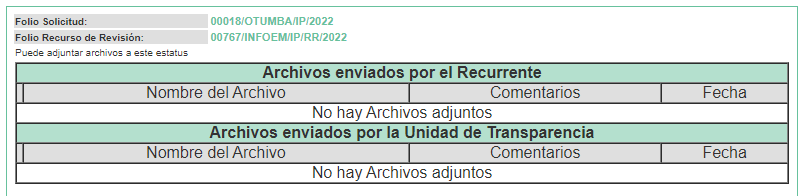 Folio Solicitud: 00018/OTUMBA/IP/2022
Folio Recurso de Revisión: 00767/INFOEM/IP/RR/2022
Puede adjuntar archivos a este estatus
Archivos enviados por el Recurrente
Nombre del Archivo Comentarios Fecha
No hay Archivos adjuntos
Archivos enviados por la Unidad de Transparencia
Nombre del Archivo Comentarios Fecha
No hay Archivos adjuntos